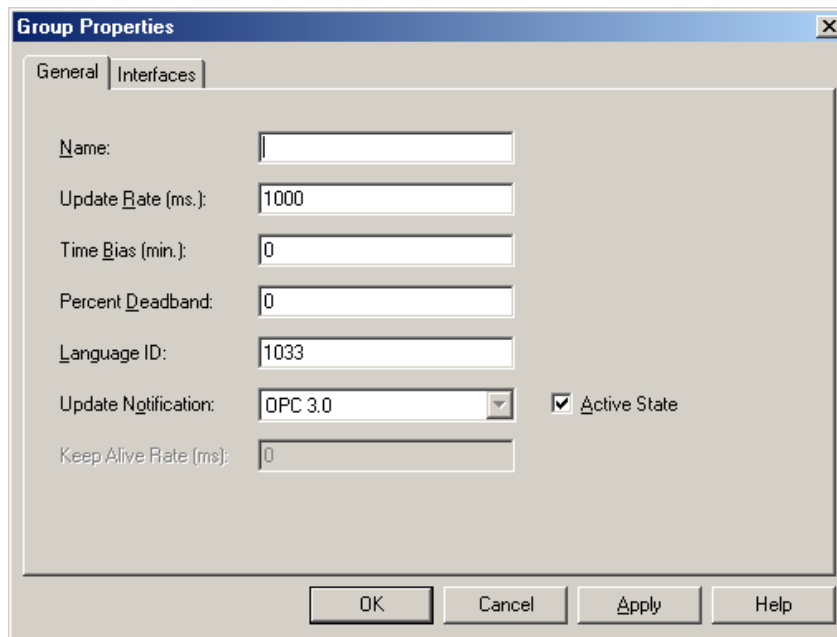 Group Properties
General Interfaces
Name:
Update Rate (ms.): 1000
Time Bias (min.): 0
Percent Deadband: 0
Language ID: 1033
Update Notification: OPC 3.0 Active State
Keep Alive Rate (ms): 0
OK Cancel Apply Help